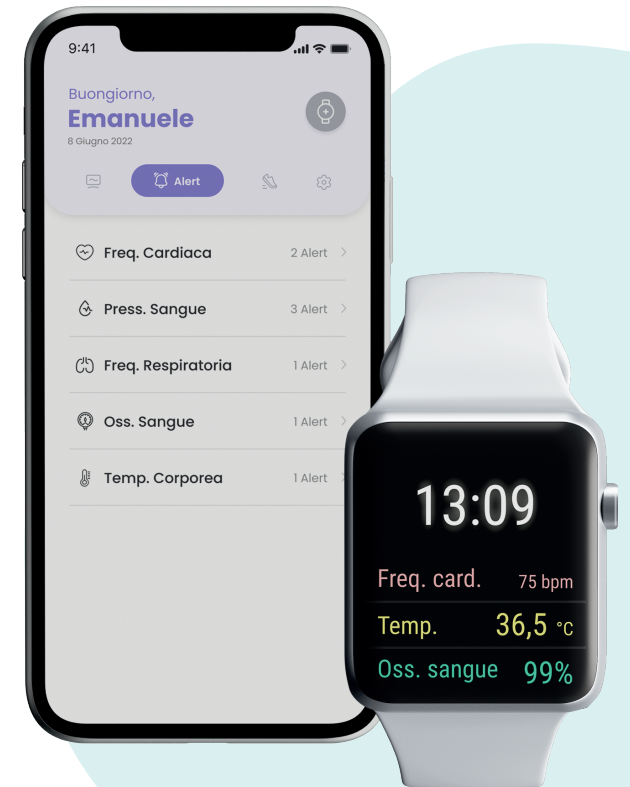 9:41
Buongiorno,
Emanuele
8 Giugno 2022
Alert
Freq. Cardiaca 2 Alert
Press. Sangue 3 Alert
Freq. Respiratoria 1 Alert
Oss. Sangue 1 Alert
Temp. Corporea 1 Alert
13:09
Freq. card. 75 bpm
Temp. 36,5 °C
Oss. sangue 99%